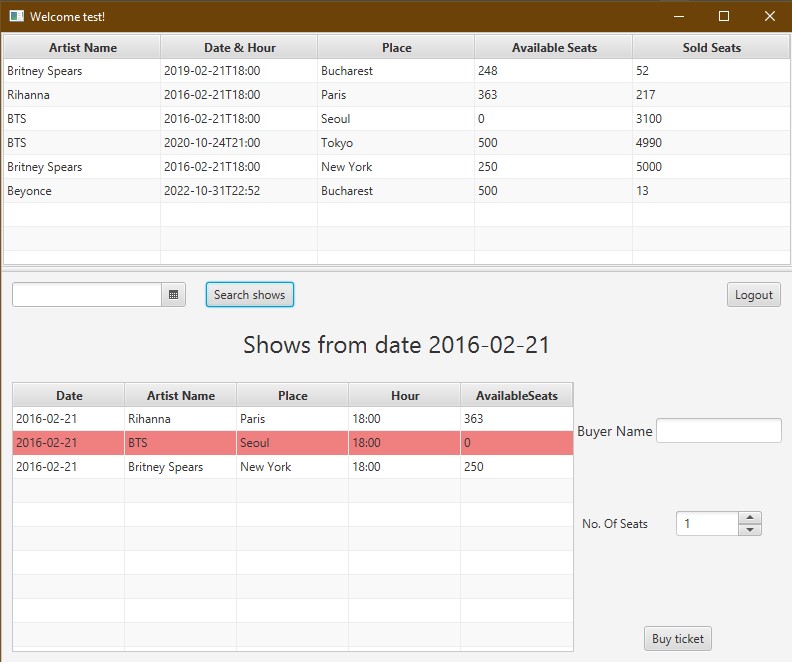 Welcome test!
Artist Name Date & Hour Place Available Seats Sold Seats
Britney Spears 2019-02-21T18:00 Bucharest 248 52
Rihanna 2016-02-21T18:00 Paris 363 217
BTS 2016-02-21T18:00 Seoul 0 3100
BTS 2020-10-24T21:00 Tokyo 500 4990
Britney Spears 2016-02-21T18:00 New York 250 5000
Beyonce 2022-10-31T22:52 Bucharest 500 13
Search shows Logout
Shows from date 2016-02-21
Date Artist Name Place Hour AvailableSeats
2016-02-21 Rihanna Paris 18:00 363
2016-02-21 BTS Seoul 18:00 0
2016-02-21 Britney Spears New York 18:00 250
Buyer Name
No. Of Seats 1
Buy ticket